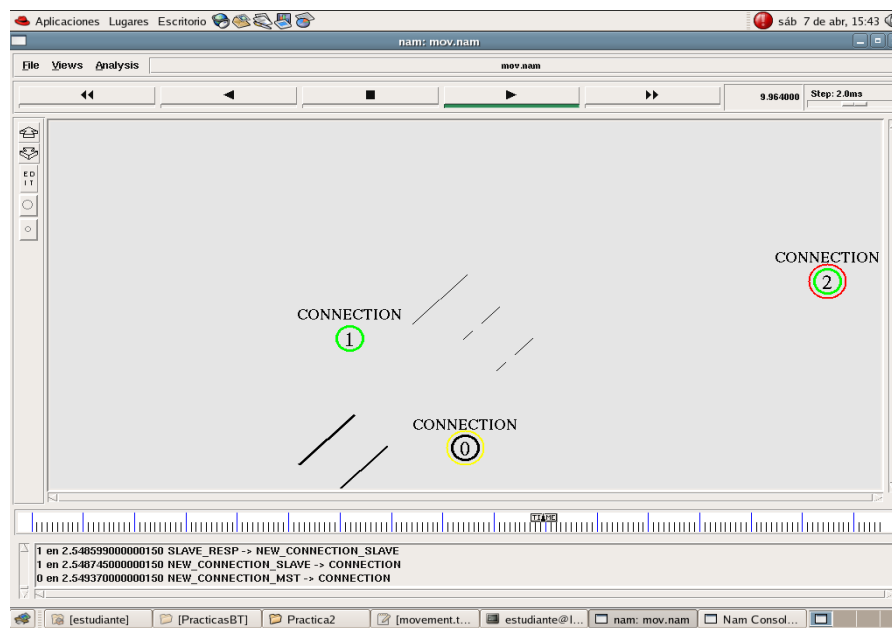 Aplicaciones Lugares Escritorio sáb 7 de abr, 15:43
nam: mov.nam
File Views Analysis mov.nam
9.964000 Step: 2.0ms
ED
IT
CONNECTION
2
CONNECTION
1
CONNECTION
0
TIME
1 en 2.548599000000150 SLAVE_RESP -> NEW_CONNECTION_SLAVE
1 en 2.548745000000150 NEW_CONNECTION_SLAVE -> CONNECTION
0 en 2.549370000000150 NEW_CONNECTION_MST -> CONNECTION
[estudiante] [PracticasBT] Practica2 [movement.t... estudiante@l... nam: mov.nam Nam Consol...